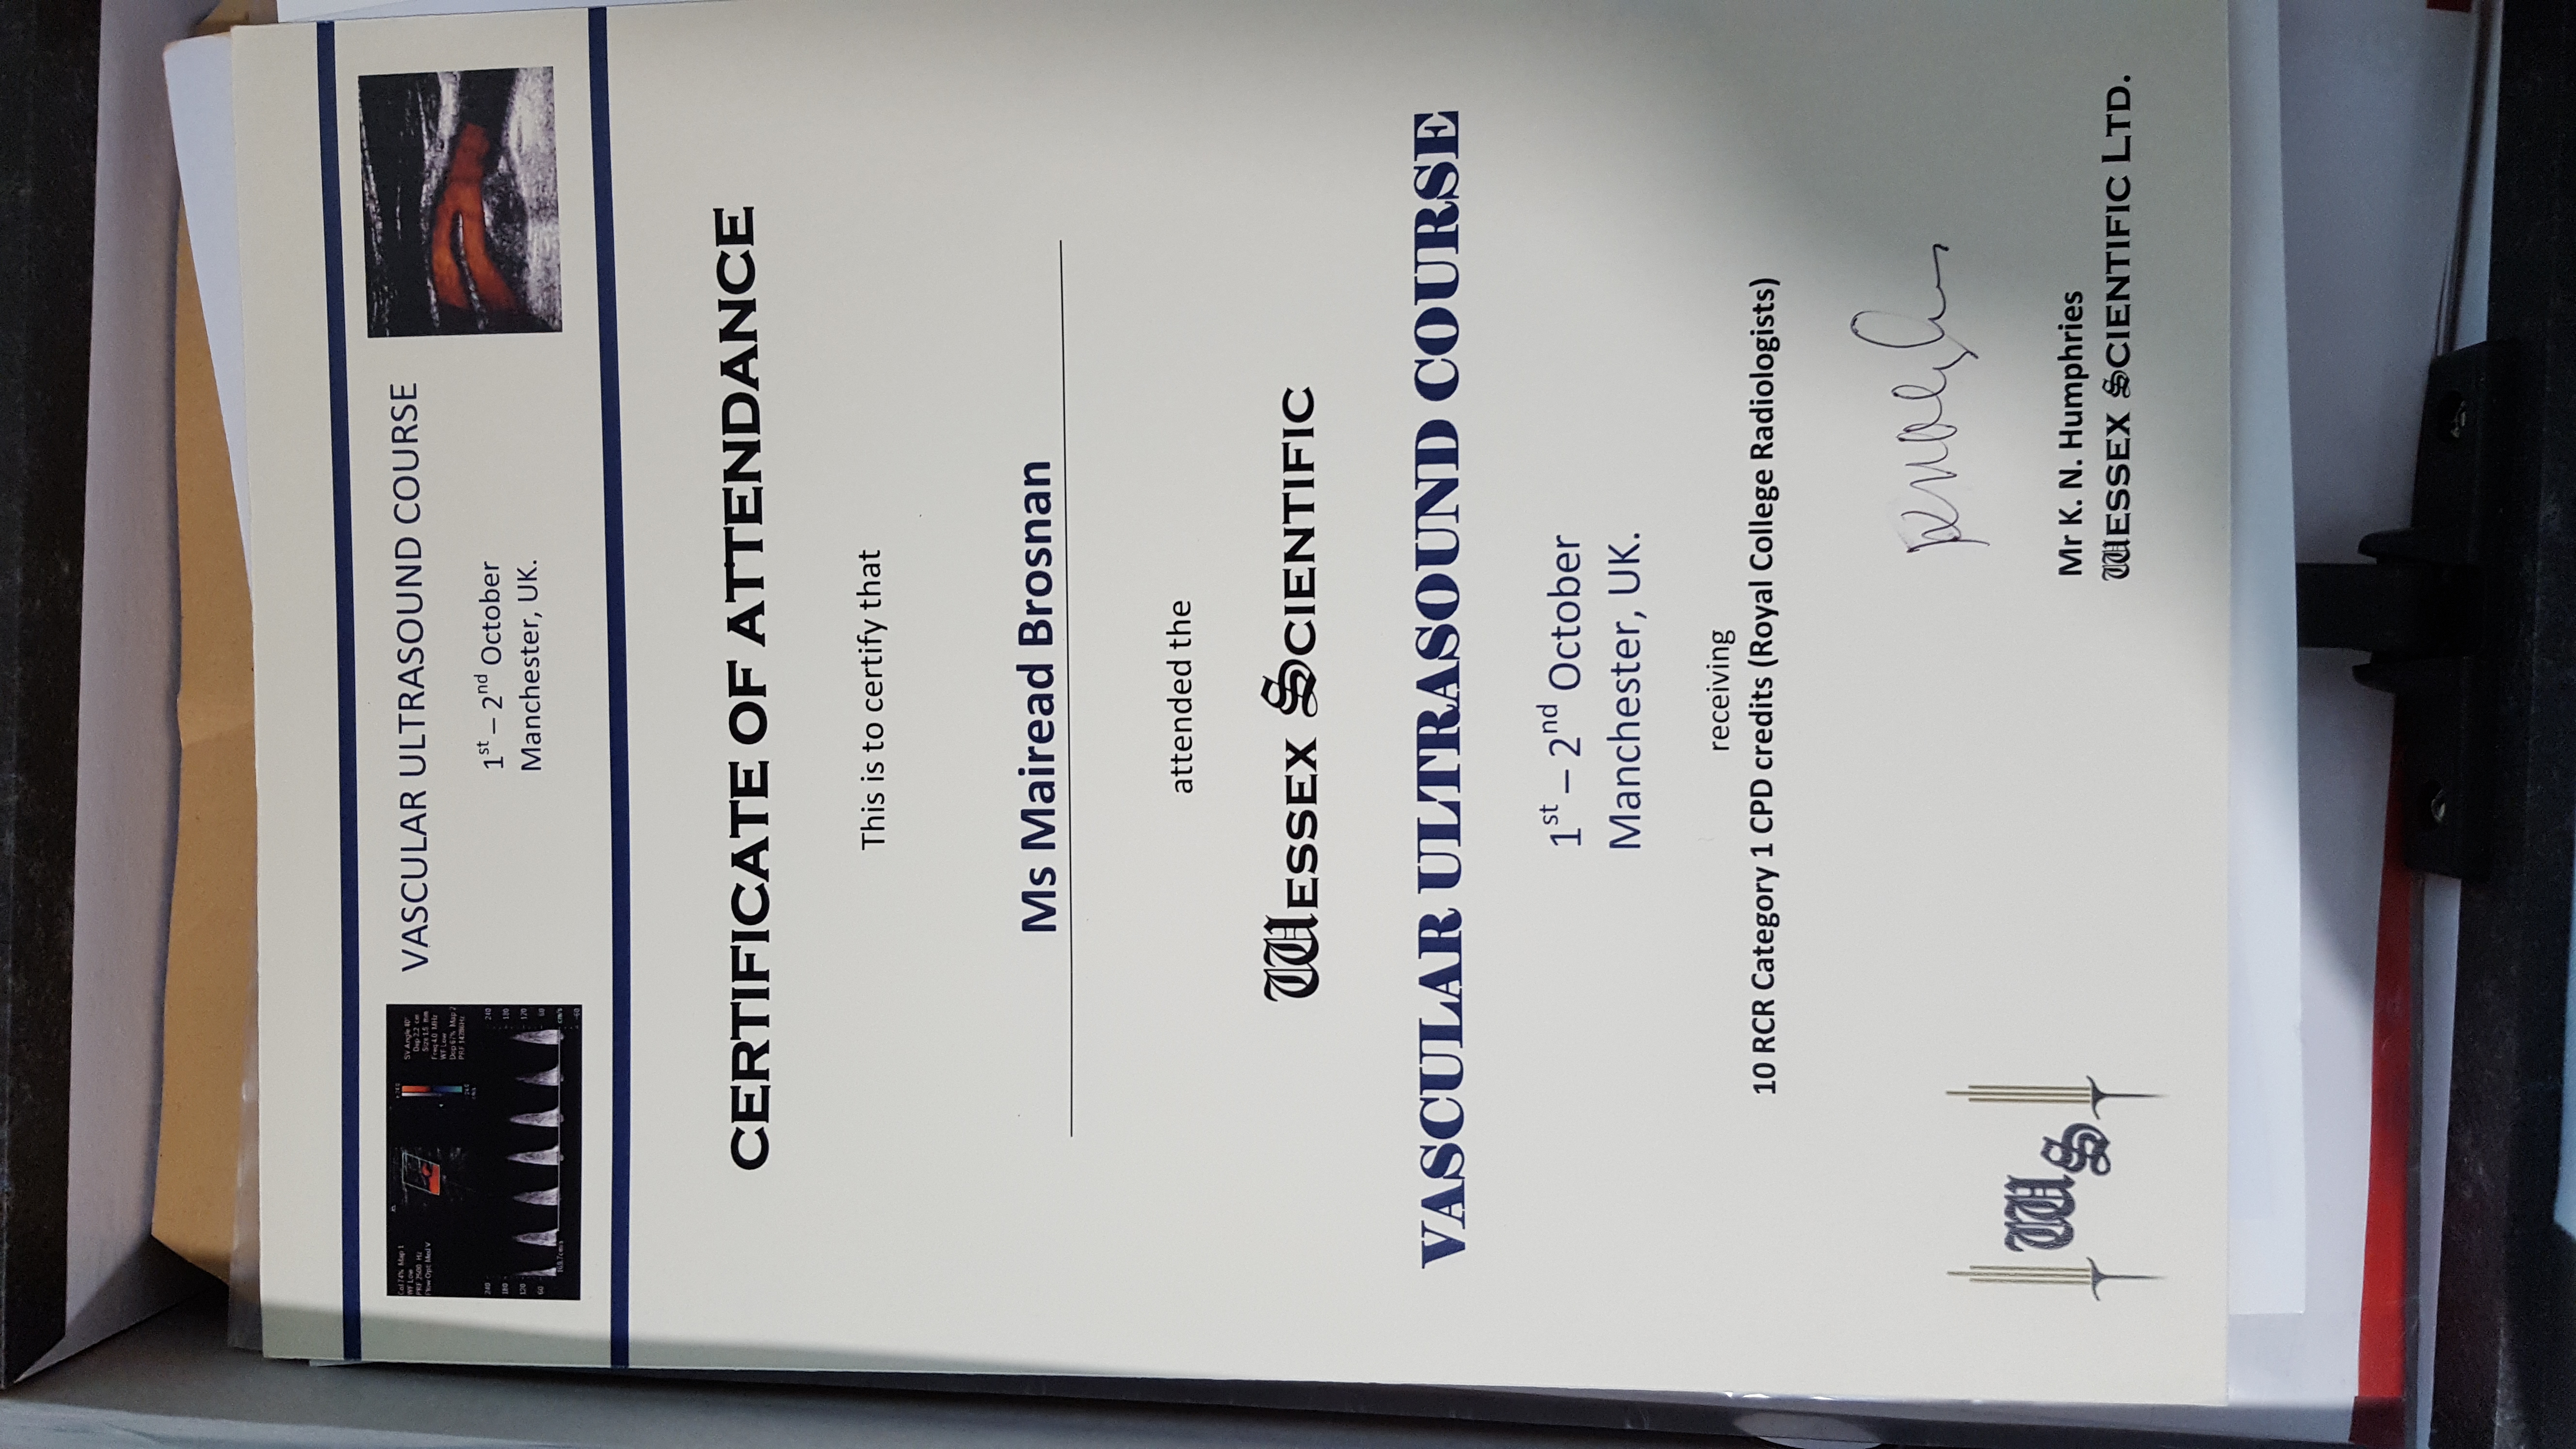 VASCULAR ULTRASOUND COURSE
1st – 2nd October
Manchester, UK.
CERTIFICATE OF ATTENDANCE
This is to certify that
Ms Mairead Brosnan
attended the
WESSEX SCIENTIFIC
VASCULAR ULTRASOUND COURSE
1st – 2nd October
Manchester, UK.
receiving
10 RCR Category 1 CPD credits (Royal College Radiologists)
WS
Mr K. N. Humphries
WESSEX SCIENTIFIC LTD.